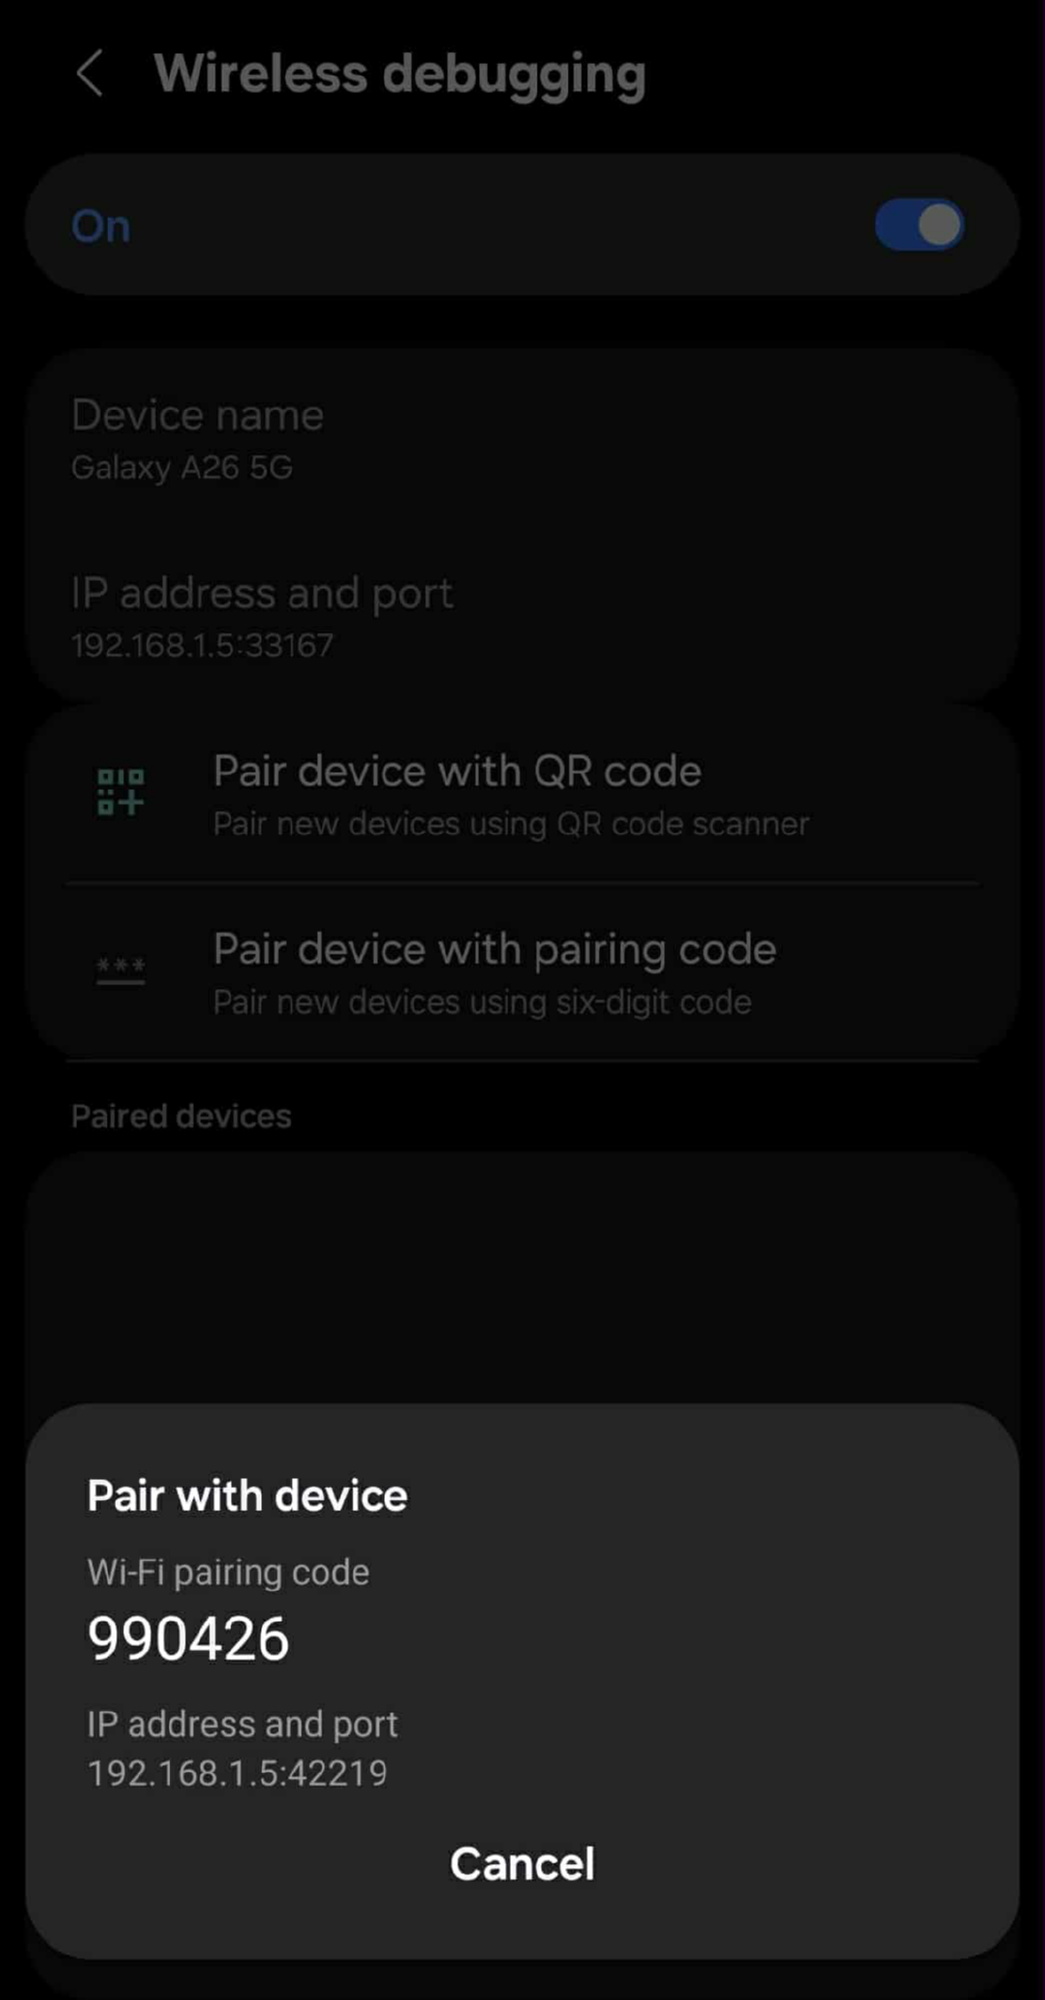 Wireless debugging
On
Device name
Galaxy A26 5G
IP address and port
192.168.1.5:33167
Pair device with QR code
Pair new devices using QR code scanner
***
Pair device with pairing code
Pair new devices using six-digit code
Paired devices
Pair with device
Wi-Fi pairing code
990426
IP address and port
192.168.1.5:42219
Cancel